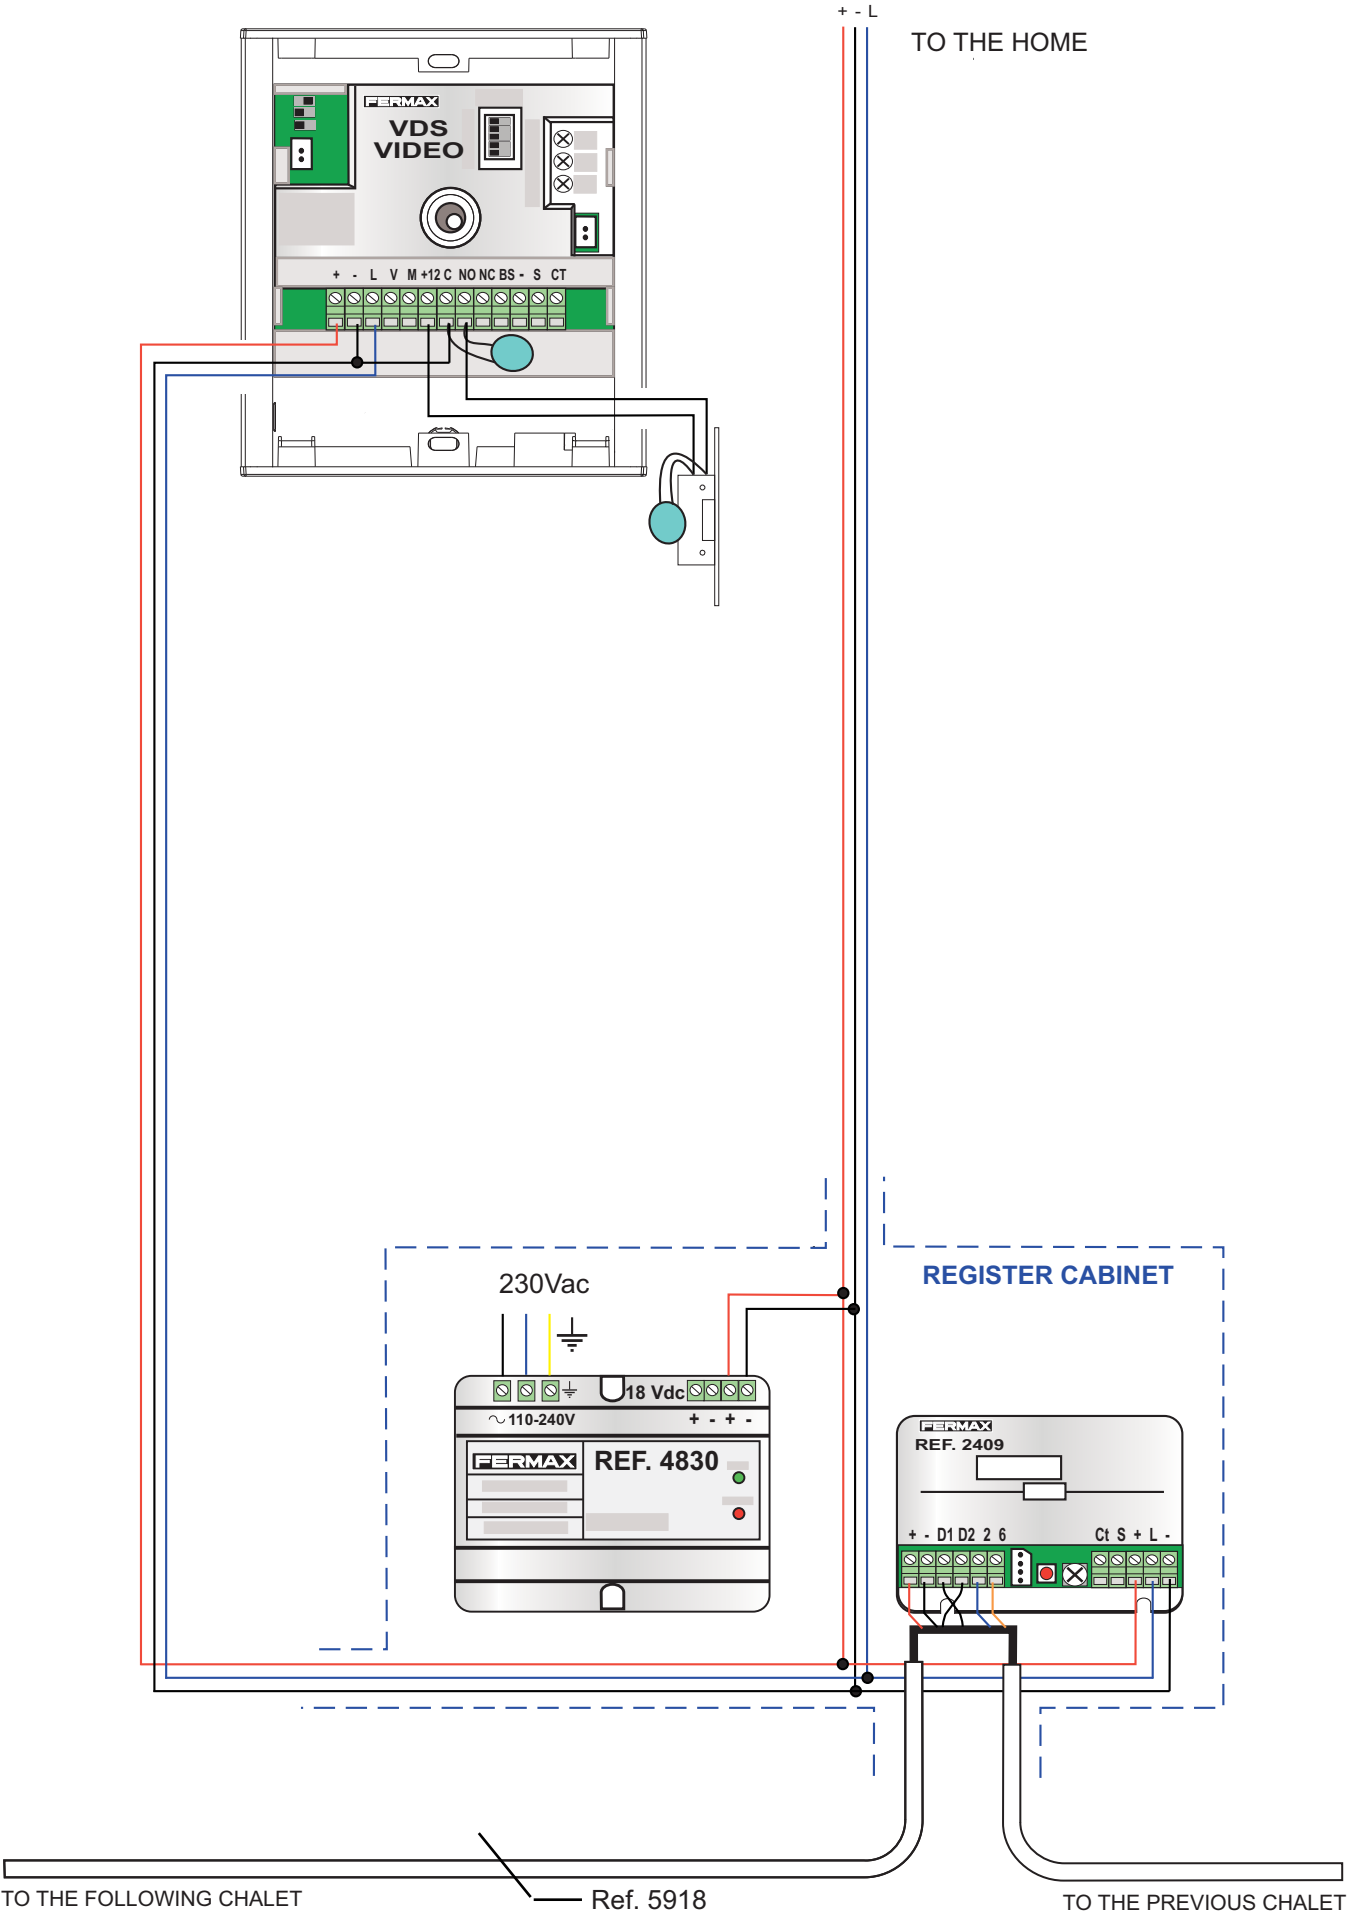 + - L
TO THE HOME
FERMAX
VDS
VIDEO
+ - L V M +12 C NO NC BS - S CT
REGISTER CABINET
230Vac
18 Vdc
110-240V
+ - + -
FERMAX
REF. 4830
FERMAX
REF. 2409
+ - D1 D2 2 6
Ct S + L -
TO THE FOLLOWING CHALET
Ref. 5918
TO THE PREVIOUS CHALET